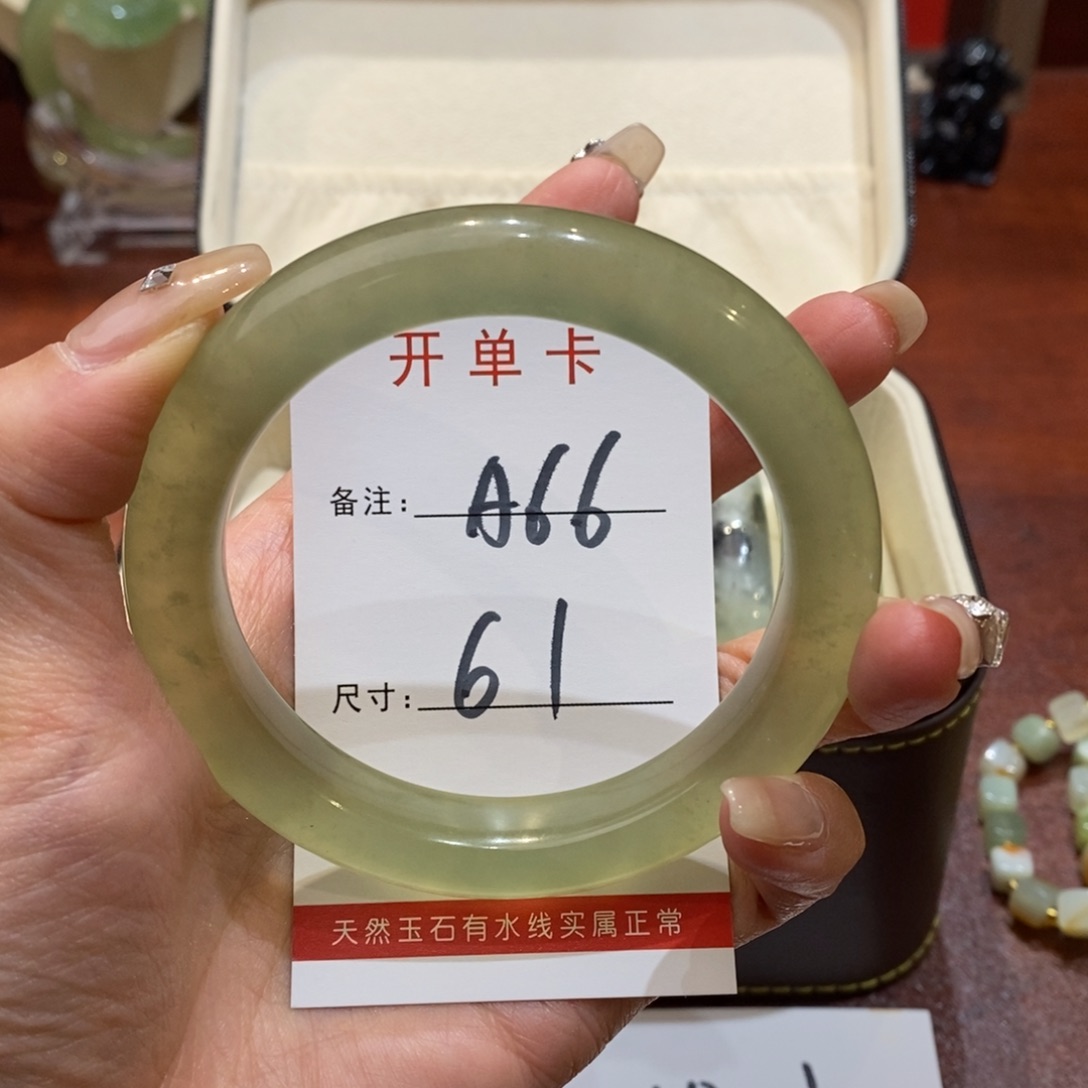 开单卡
备注: A66
尺寸: 61
天然玉石有水线实属正常